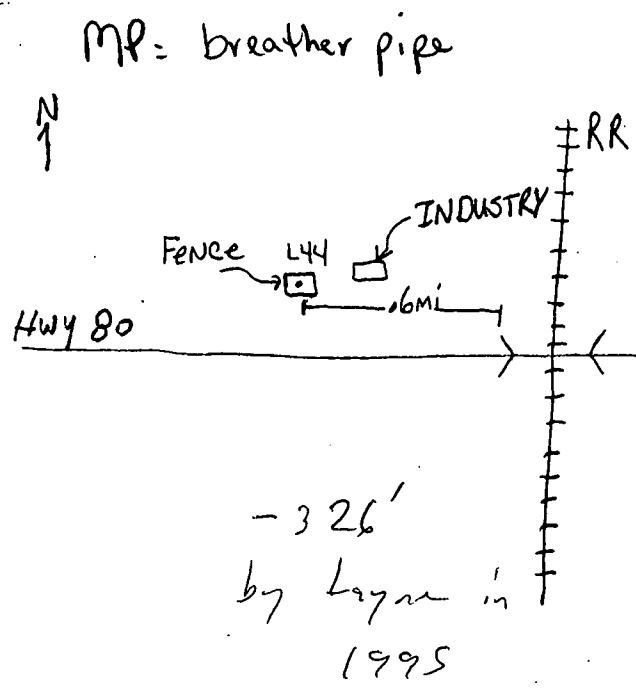 MP= breather pipe
N
RR
INDUSTRY
Fence L44
.6mi
Hwy 80
- 326'
by Layne in
1995